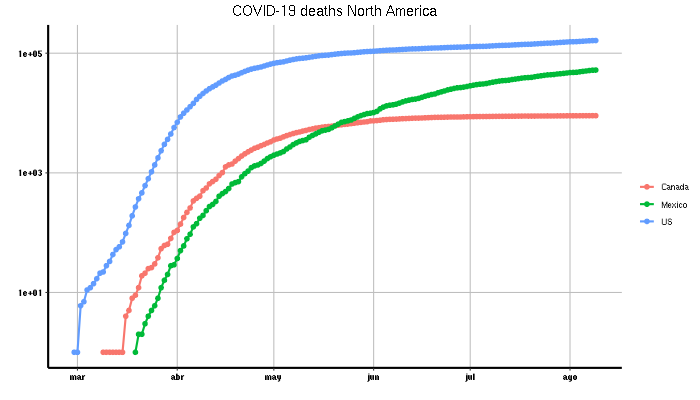 COVID-19 deaths North America
1e+05
1e+03
1e+01
Canada
Mexico
US
mar abr may jun jul ago